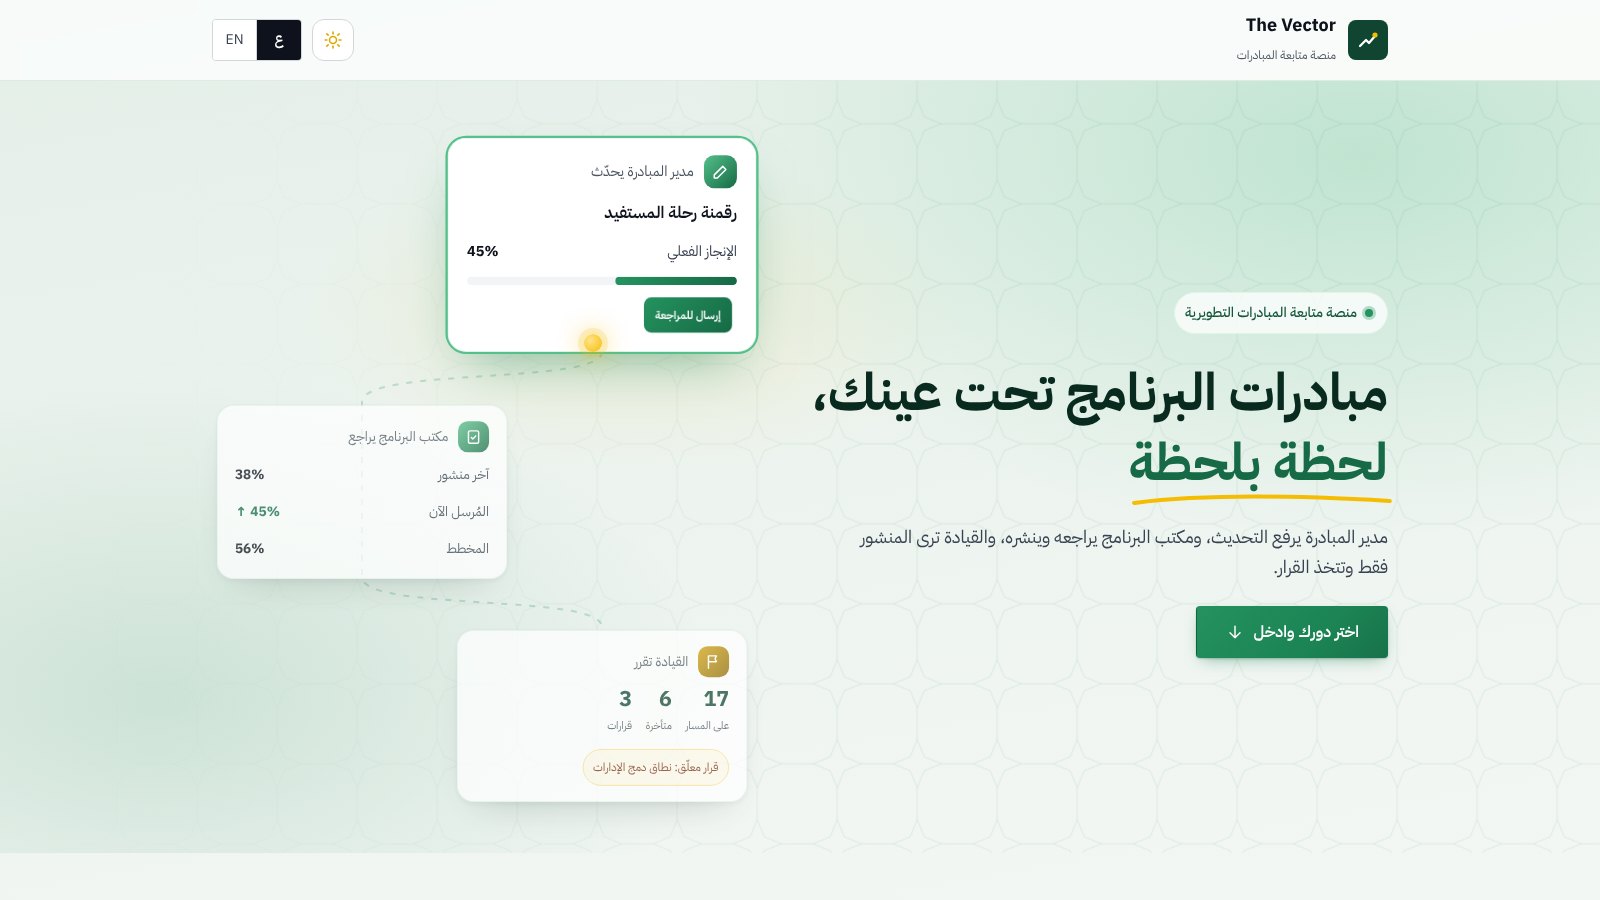 The Vector
منصة متابعة المبادرات
ع
EN
منصة متابعة المبادرات التطويرية
مبادرات البرنامج تحت عينك،
لحظة بلحظة
مدير المبادرة يرفع التحديث، ومكتب البرنامج يراجعه وينشره، والقيادة ترى المنشور
فقط وتتخذ القرار.
اختر دورك وادخل ↓
مدير المبادرة يحدّث
رقمنة رحلة المستفيد
الإنجاز الفعلي 45%
إرسال للمراجعة
مكتب البرنامج يراجع
آخر منشور 38%
المُرسل الآن 45% ↑
المخطط 56%
القيادة تقرر
17 6 3
على المسار متأخرة قرارات
قرار معلّق: نطاق دمج الإدارات